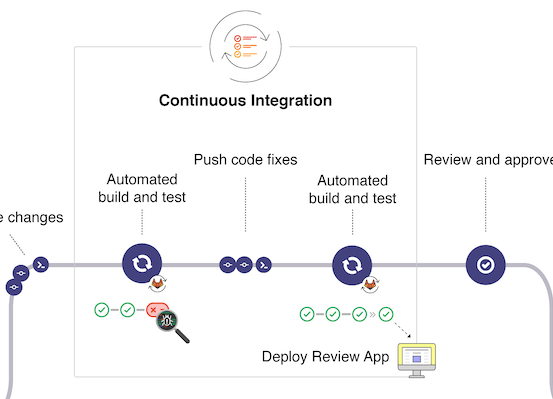 Continuous Integration
Push code fixes
Review and approve
Automated
build and test
Automated
build and test
changes
Deploy Review App